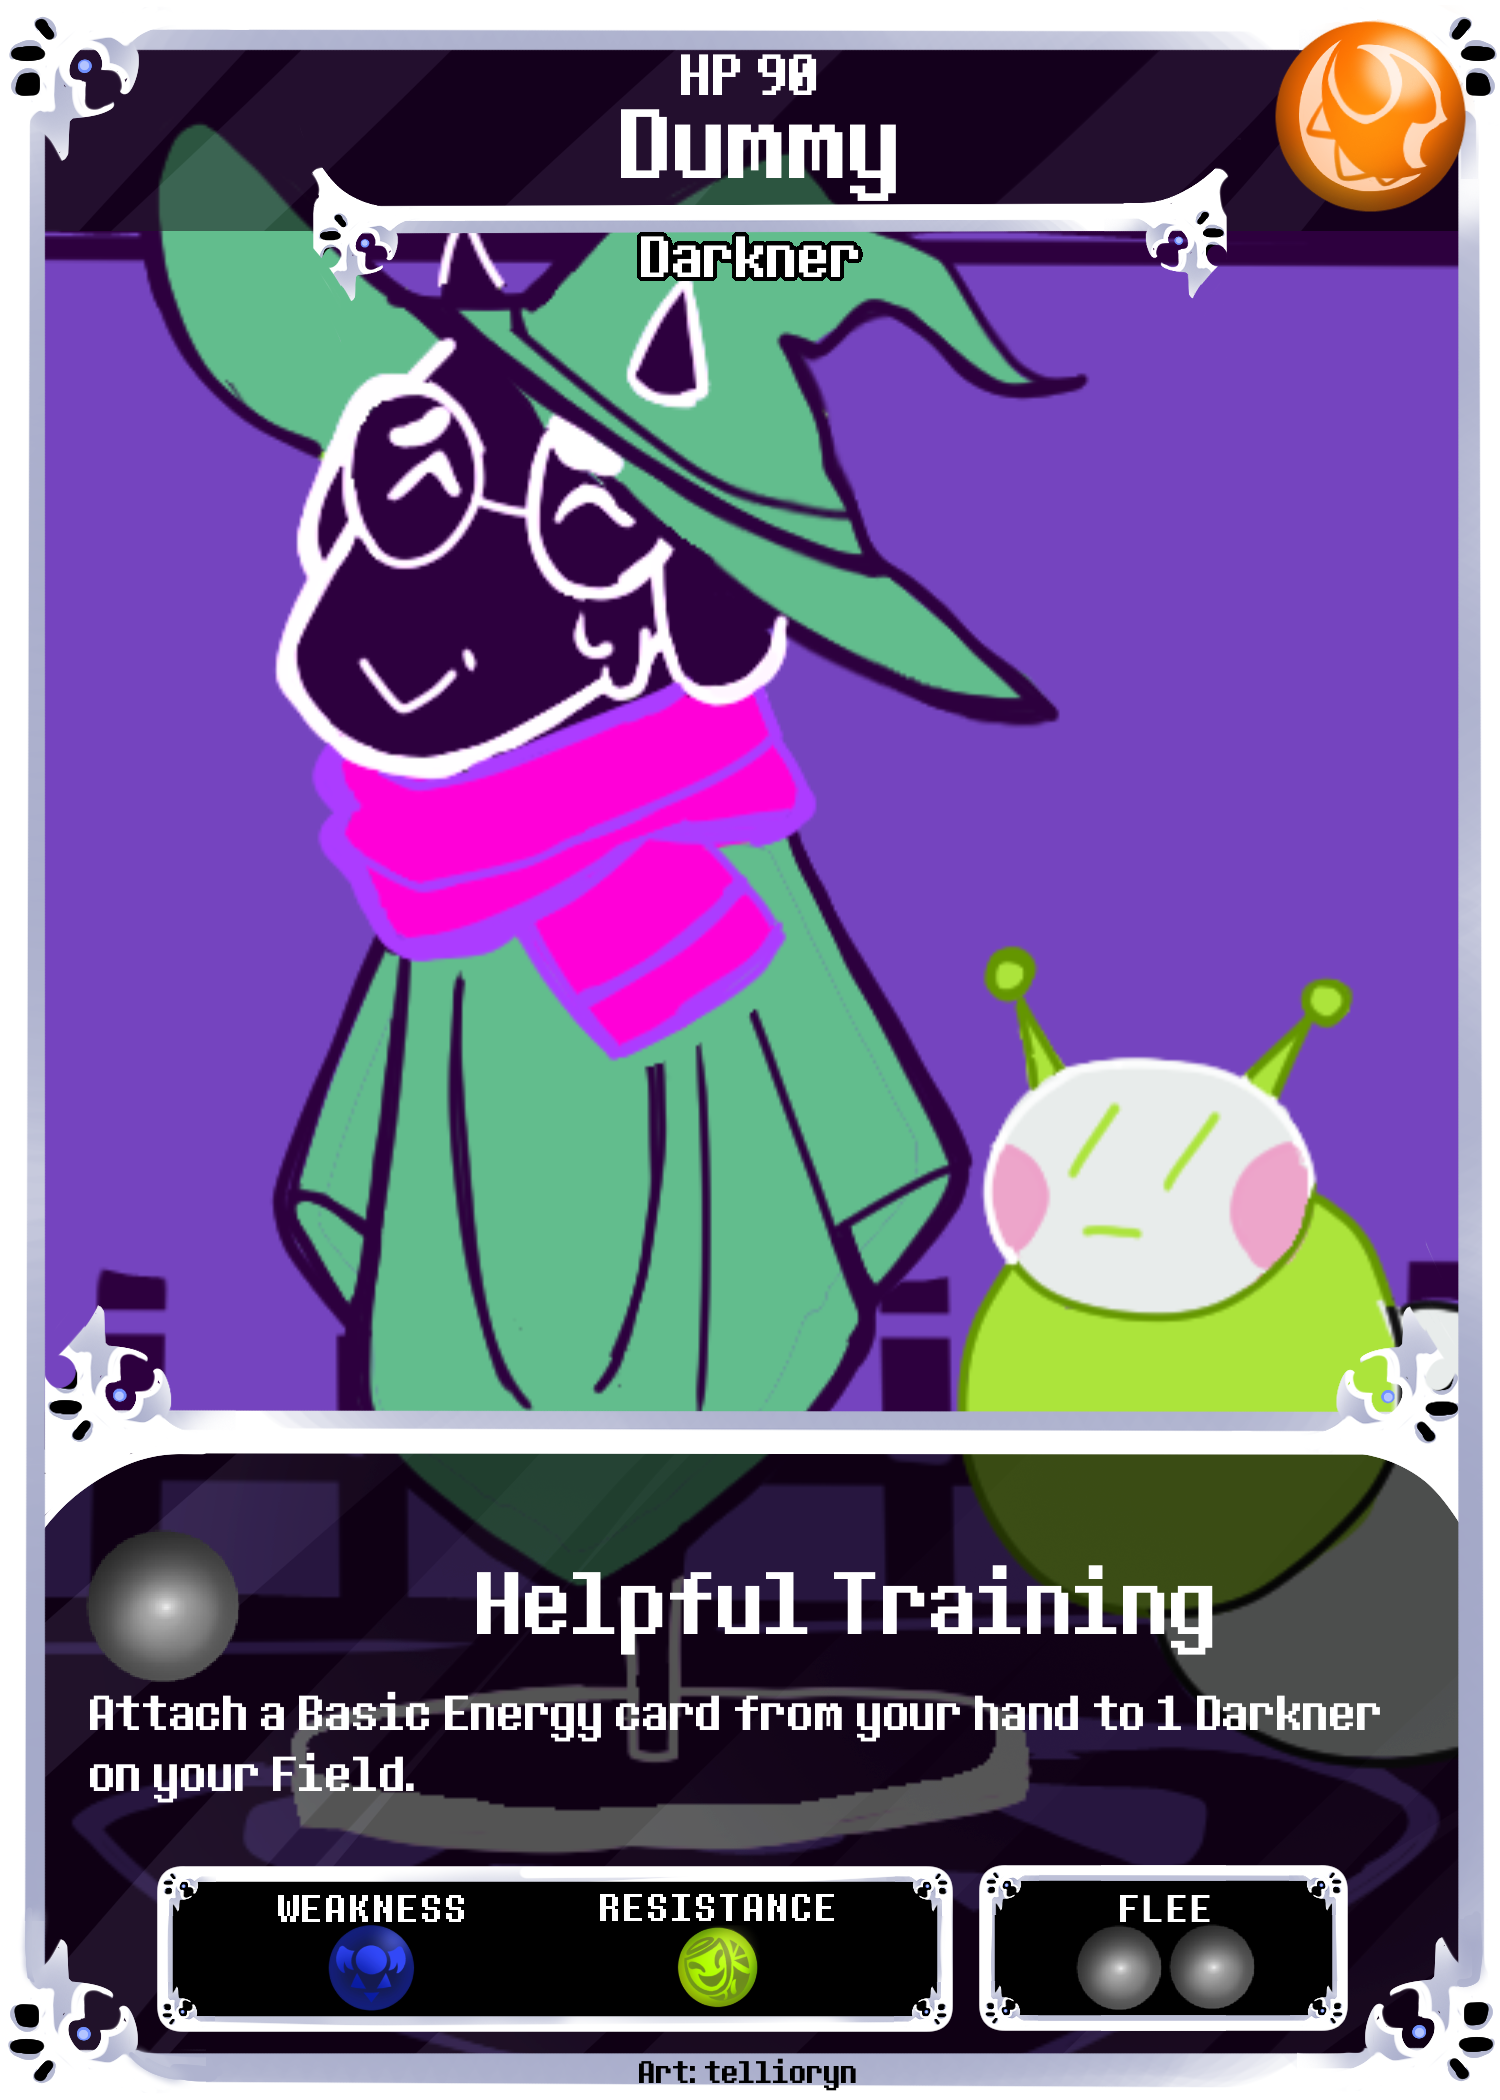 HP 90
Dummy
Darkner
Helpful Training
Attach a Basic Energy card from your hand to 1 Darkner
on your Field.
WEAKNESS
RESISTANCE
FLEE
Art: tellioryn